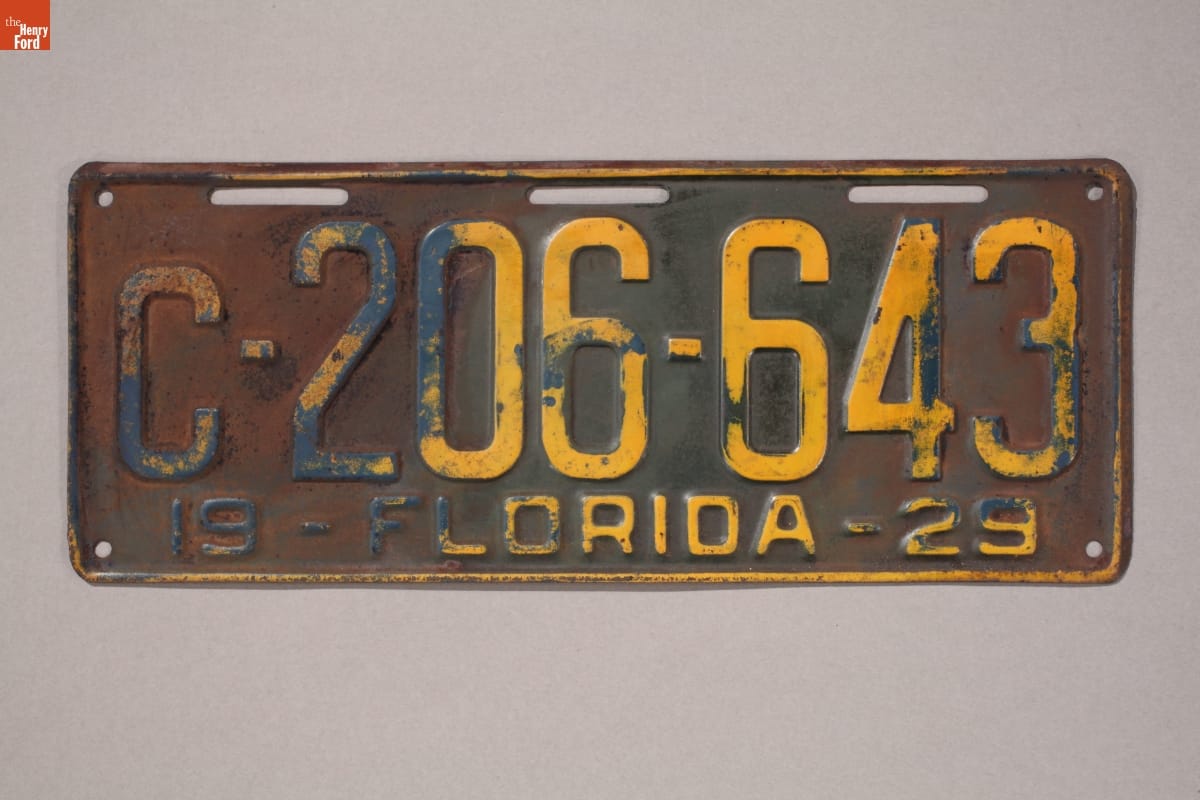 the
Henry
Ford
C-206-643
19-FLORIDA-29